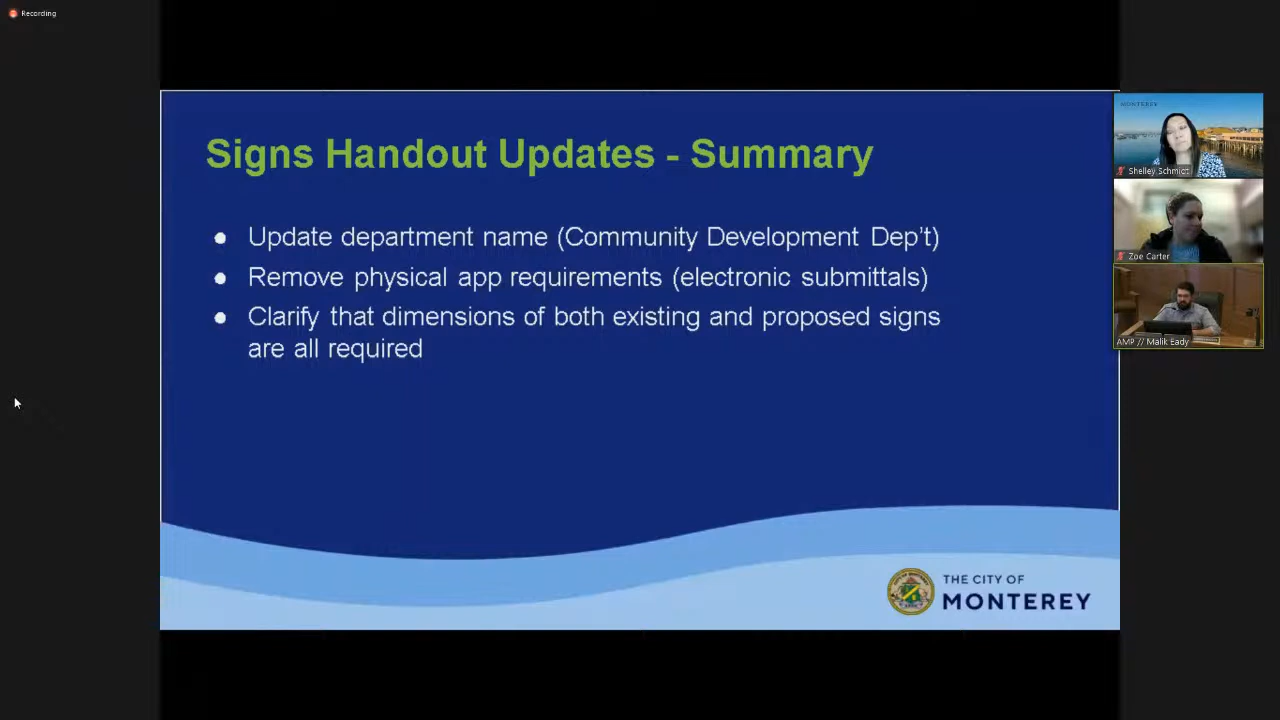 Recording
Signs Handout Updates - Summary
● Update department name (Community Development Dep't)
● Remove physical app requirements (electronic submittals)
● Clarify that dimensions of both existing and proposed signs
are all required
THE CITY OF
MONTEREY
MONTEREY
Shelley Schmidt
Zoe Carter
AMP // Malik Eady